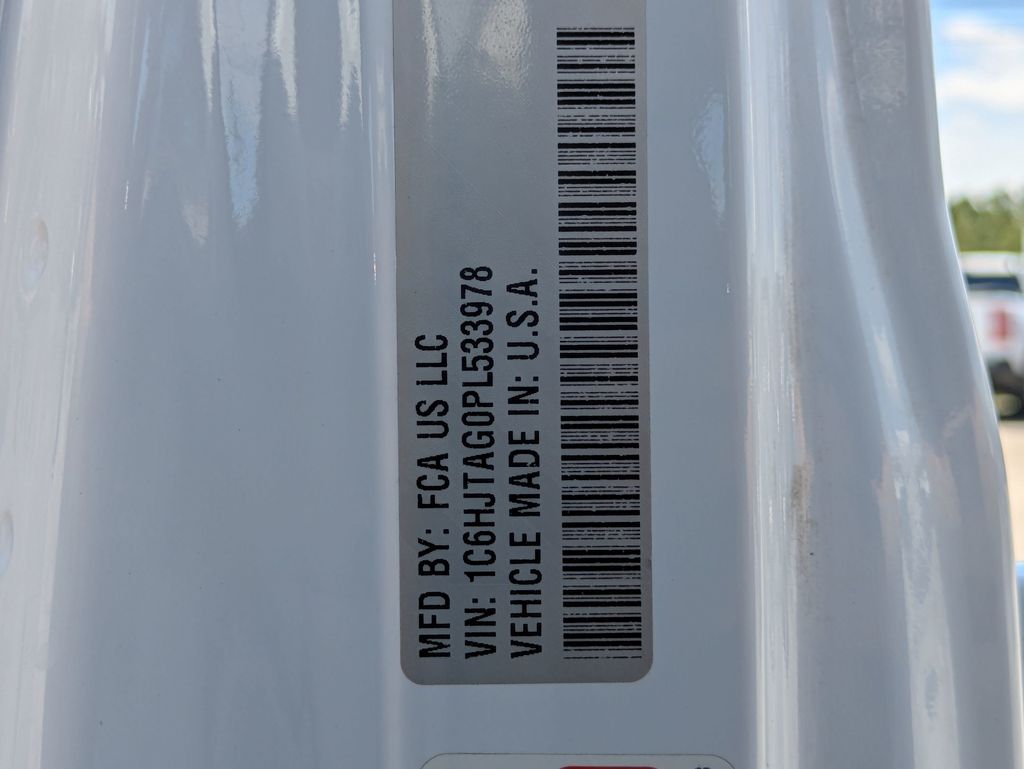 MFD BY: FCA US LLC
VIN: 1C6HJTAG0PL533978
VEHICLE MADE IN: U.S.A.